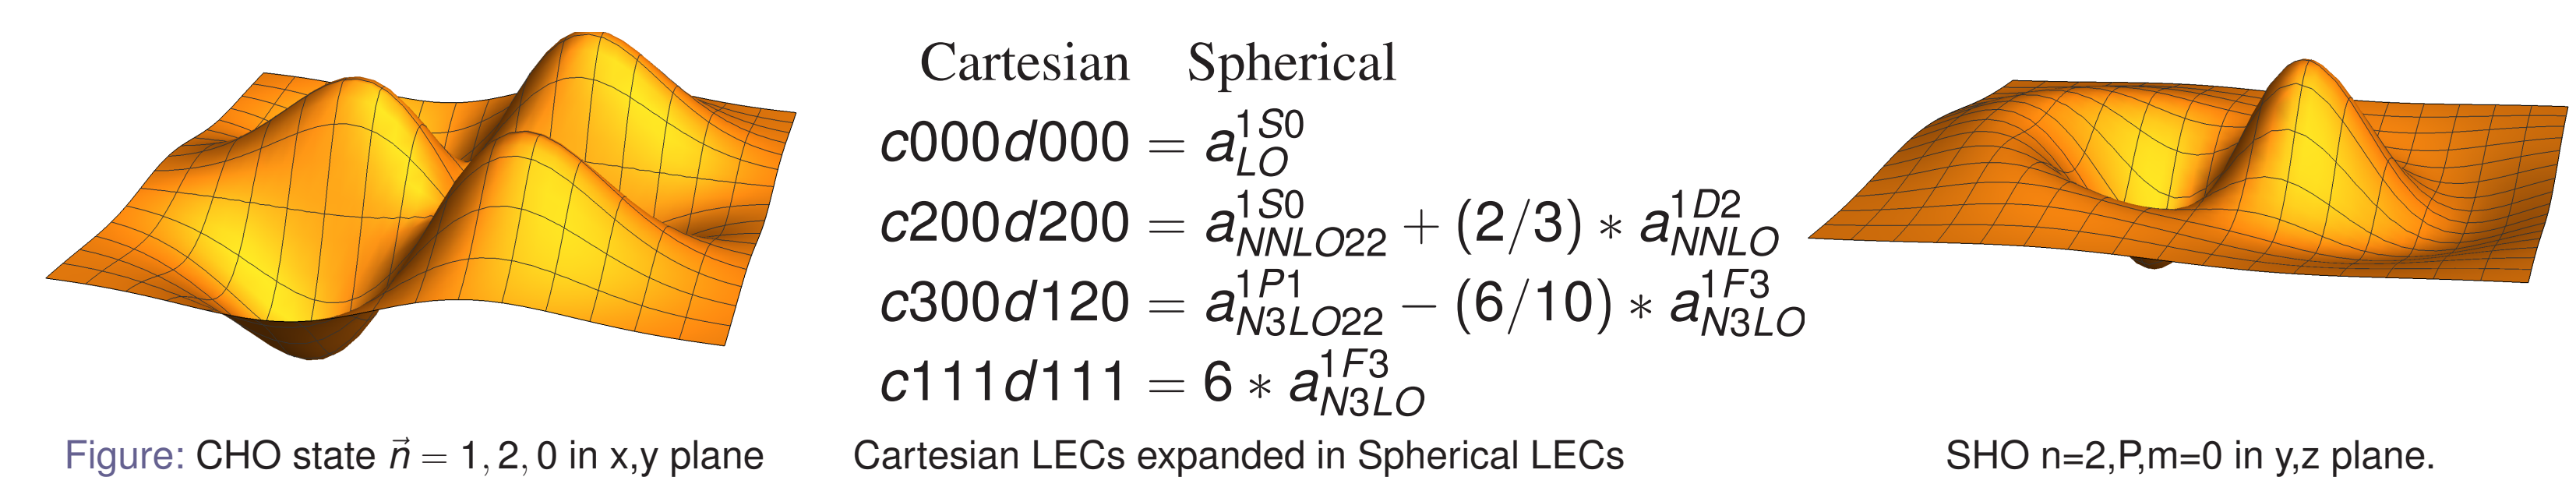 Cartesian Spherical
c000d000 = a^{1S0}_{LO}
c200d200 = a^{1S0}_{NNLO22} + (2/3) ∗ a^{1D2}_{NNLO}
c300d120 = a^{1P1}_{N3LO22} − (6/10) ∗ a^{1F3}_{N3LO}
c111d111 = 6 ∗ a^{1F3}_{N3LO}
Figure: CHO state n⃗ = 1, 2, 0 in x,y plane
Cartesian LECs expanded in Spherical LECs
SHO n=2,P,m=0 in y,z plane.